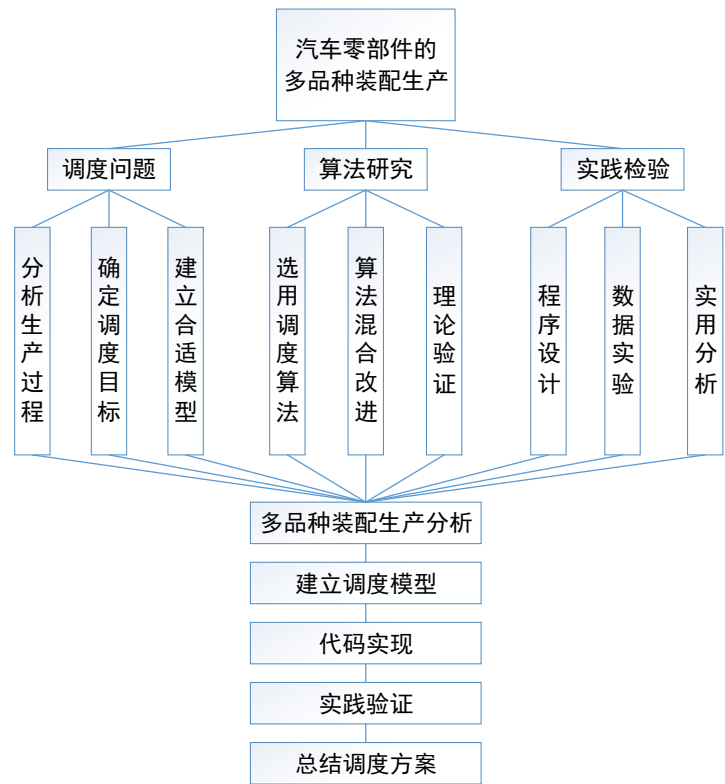 汽车零部件的
多品种装配生产
调度问题
算法研究
实践检验
分析生产过程
确定调度目标
建立合适模型
选用调度算法
算法混合改进
理论验证
程序设计
数据实验
实用分析
多品种装配生产分析
建立调度模型
代码实现
实践验证
总结调度方案